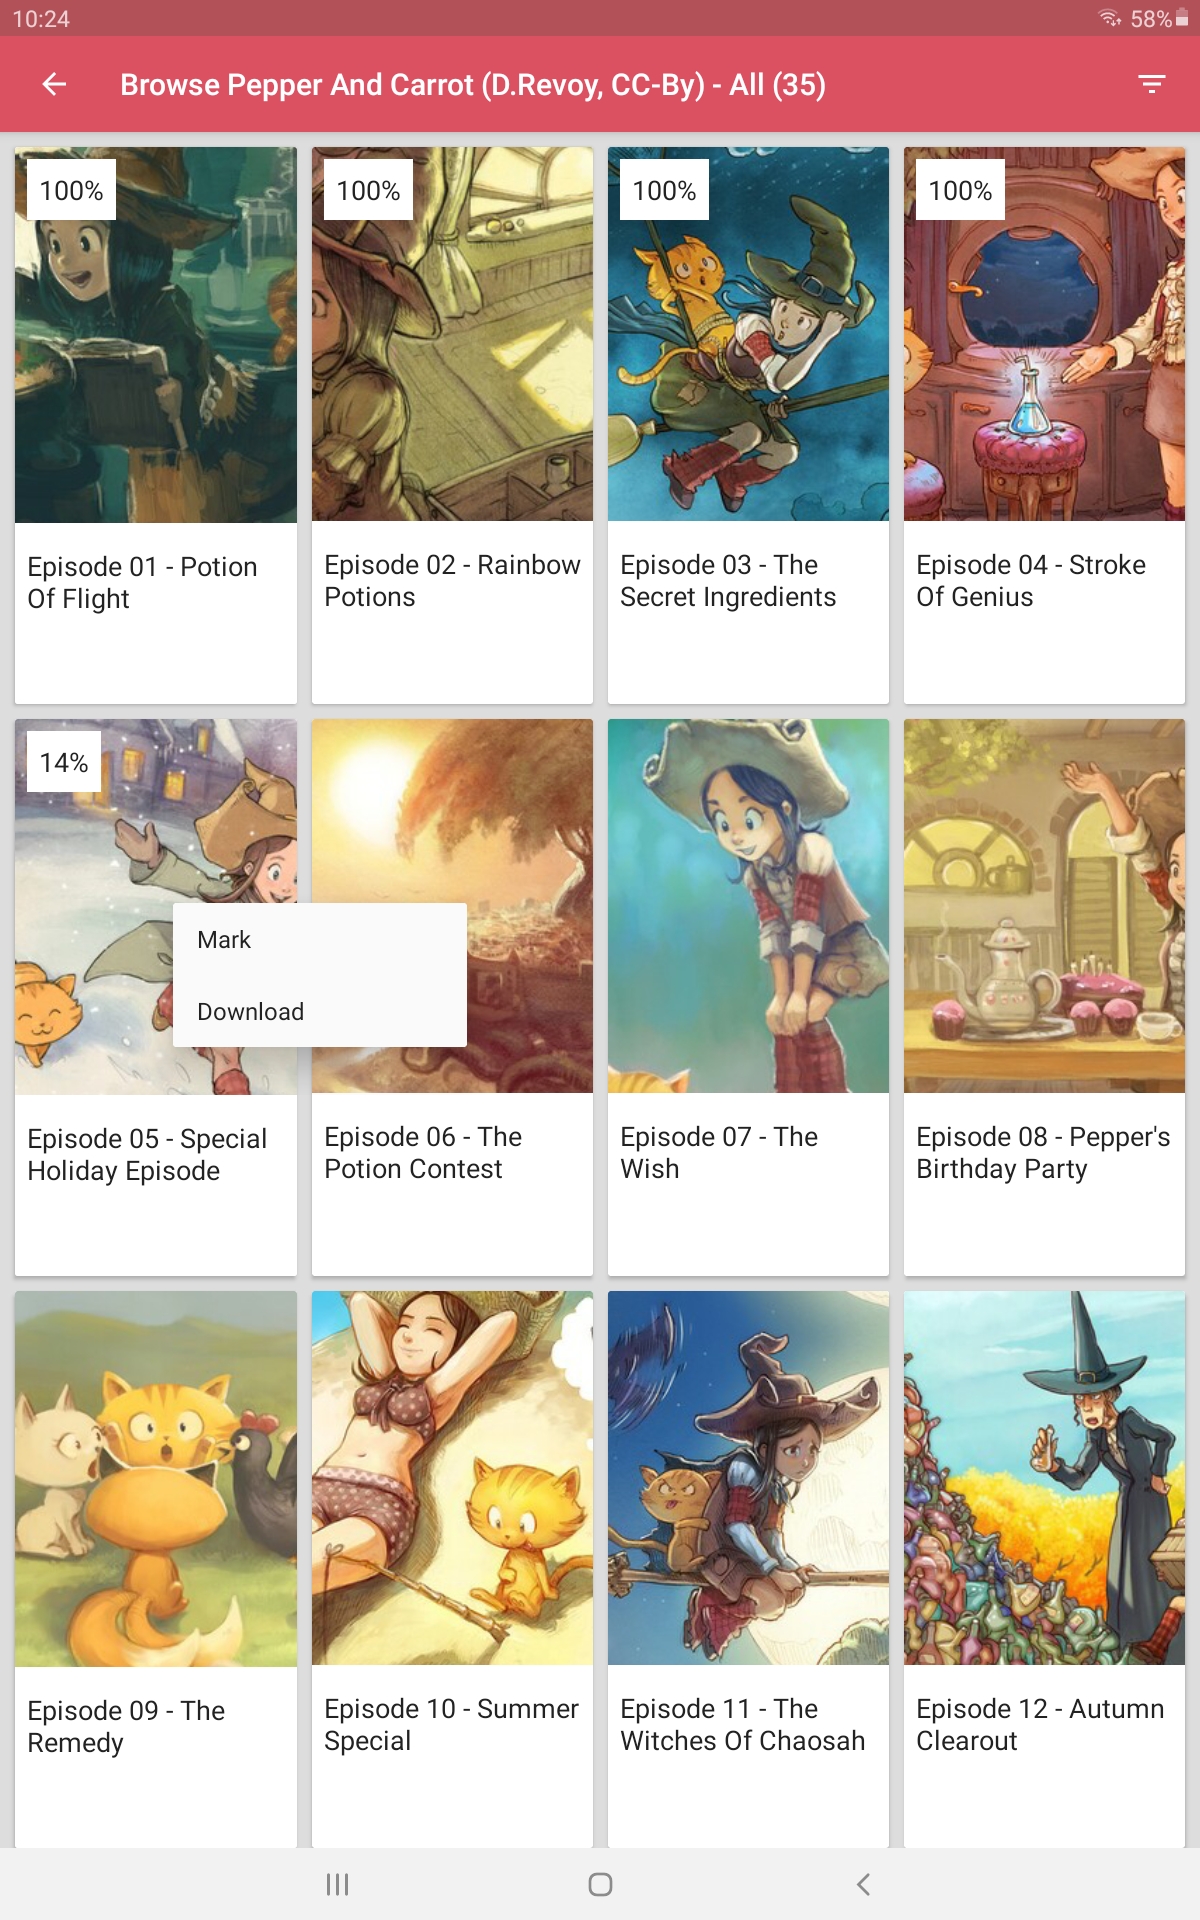 10:24
58%
Browse Pepper And Carrot (D.Revoy, CC-By) - All (35)
100%
100%
100%
100%
Episode 01 - Potion
Of Flight
Episode 02 - Rainbow
Potions
Episode 03 - The
Secret Ingredients
Episode 04 - Stroke
Of Genius
14%
Mark
Download
Episode 05 - Special
Holiday Episode
Episode 06 - The
Potion Contest
Episode 07 - The
Wish
Episode 08 - Pepper's
Birthday Party
Episode 09 - The
Remedy
Episode 10 - Summer
Special
Episode 11 - The
Witches Of Chaosah
Episode 12 - Autumn
Clearout